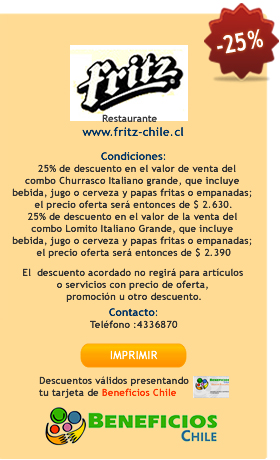 -25%
Fritz
Restaurante
www.fritz-chile.cl
Condiciones:
25% de descuento en el valor de venta del
combo Churrasco Italiano grande, que incluye
bebida, jugo o cerveza y papas fritas o empanadas;
el precio oferta será entonces de $ 2.630.
25% de descuento en el valor de la venta del
combo Lomito Italiano Grande, que incluye
bebida, jugo o cerveza y papas fritas o empanadas;
el precio oferta será entonces de $ 2.390
El descuento acordado no regirá para artículos
o servicios con precio de oferta,
promoción u otro descuento.
Contacto:
Teléfono :4336870
IMPRIMIR
Descuentos válidos presentando
tu tarjeta de Beneficios Chile
BENEFICIOS
CHILE